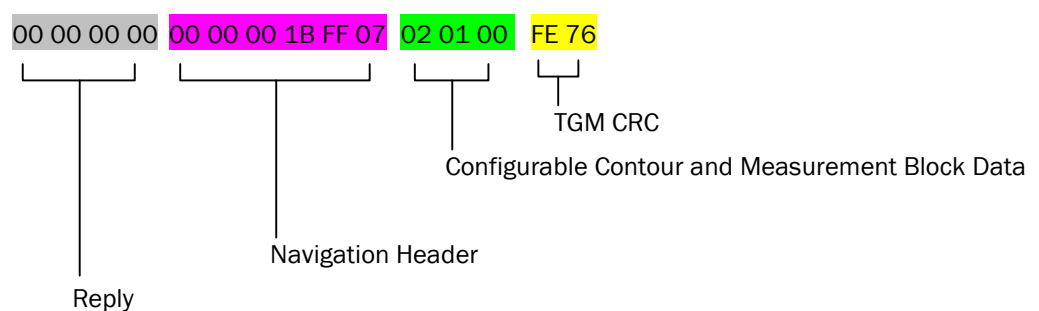 00 00 00 00 00 00 00 1B FF 07 02 01 00 FE 76
TGM CRC
Configurable Contour and Measurement Block Data
Navigation Header
Reply